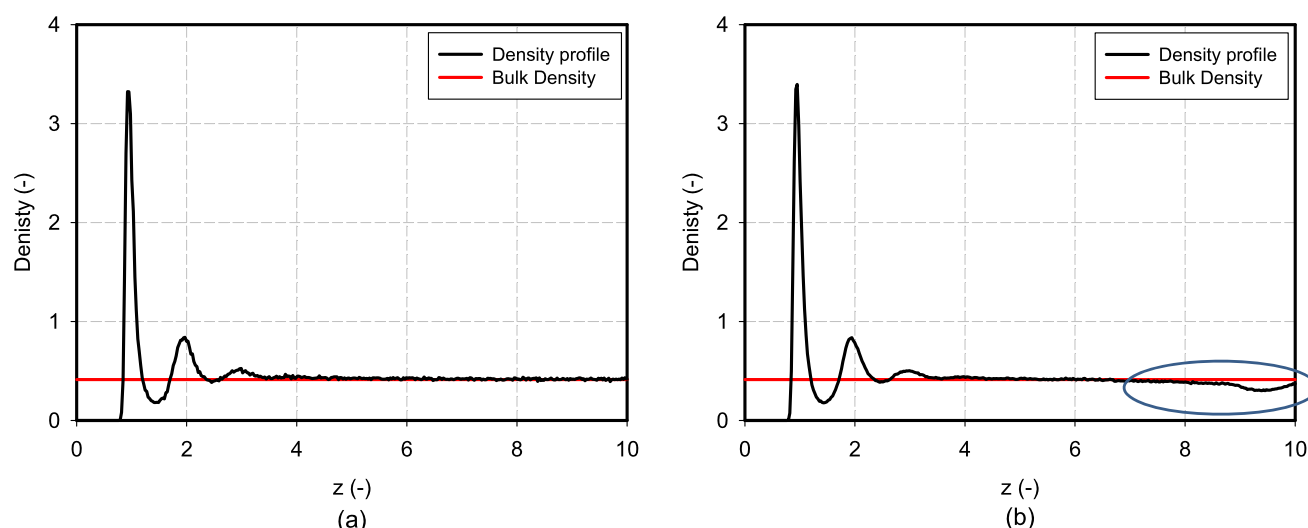 4
3
2
1
0
Denisty (-)
Density profile
Bulk Density
0 2 4 6 8 10
z (-)
(a)
4
3
2
1
0
Denisty (-)
Density profile
Bulk Density
0 2 4 6 8 10
z (-)
(b)